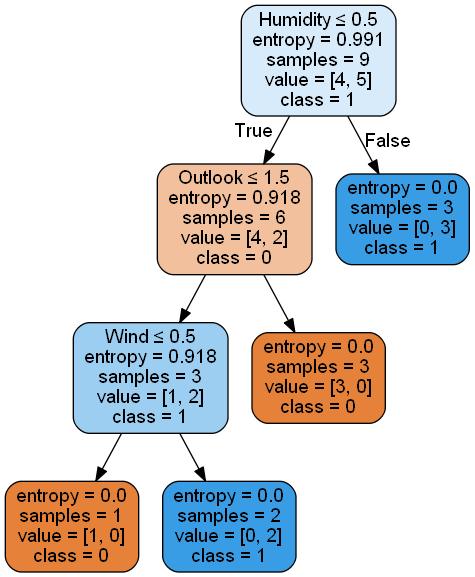 Humidity ≤ 0.5
entropy = 0.991
samples = 9
value = [4, 5]
class = 1
True
False
Outlook ≤ 1.5
entropy = 0.918
samples = 6
value = [4, 2]
class = 0
entropy = 0.0
samples = 3
value = [0, 3]
class = 1
Wind ≤ 0.5
entropy = 0.918
samples = 3
value = [1, 2]
class = 1
entropy = 0.0
samples = 3
value = [3, 0]
class = 0
entropy = 0.0
samples = 1
value = [1, 0]
class = 0
entropy = 0.0
samples = 2
value = [0, 2]
class = 1